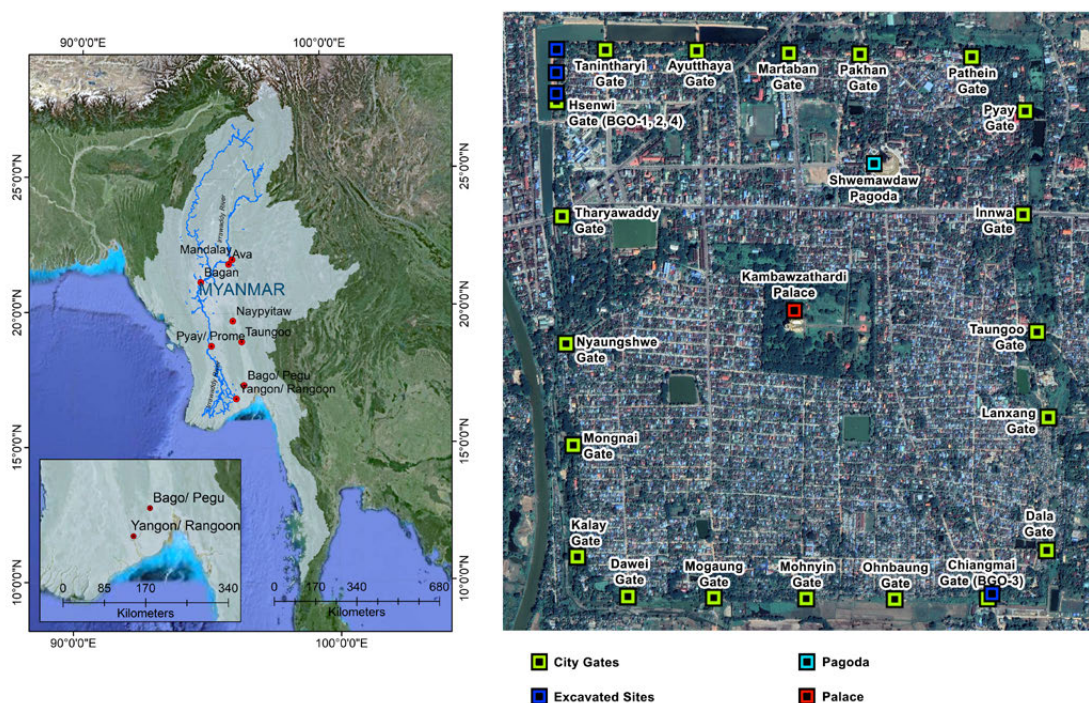 90°0'0"E
100°0'0"E
25°0'0"N
20°0'0"N
15°0'0"N
10°0'0"N
25°0'0"N
20°0'0"N
15°0'0"N
10°0'0"N
Irrawaddy River
Mandalay
Ava
Bagan
MYANMAR
Naypyitaw
Pyay/ Prome
Taungoo
Irrawaddy River
Bago/ Pegu
Yangon/ Rangoon
Bago/ Pegu
Yangon/ Rangoon
0 85 170 340
Kilometers
0 170 340 680
Kilometers
90°0'0"E
100°0'0"E
Tanintharyi
Gate
Ayutthaya
Gate
Martaban
Gate
Pakhan
Gate
Pathein
Gate
Hsenwi
Gate (BGO-1, 2, 4)
Pyay
Gate
Shwemawdaw
Pagoda
Tharyawaddy
Gate
Innwa
Gate
Kambawzathardi
Palace
Nyaungshwe
Gate
Taungoo
Gate
Mongnai
Gate
Lanxang
Gate
Kalay
Gate
Dala
Gate
Dawei
Gate
Mogaung
Gate
Mohnyin
Gate
Ohnbaung
Gate
Chiangmai
Gate (BGO-3)
City Gates
Pagoda
Excavated Sites
Palace